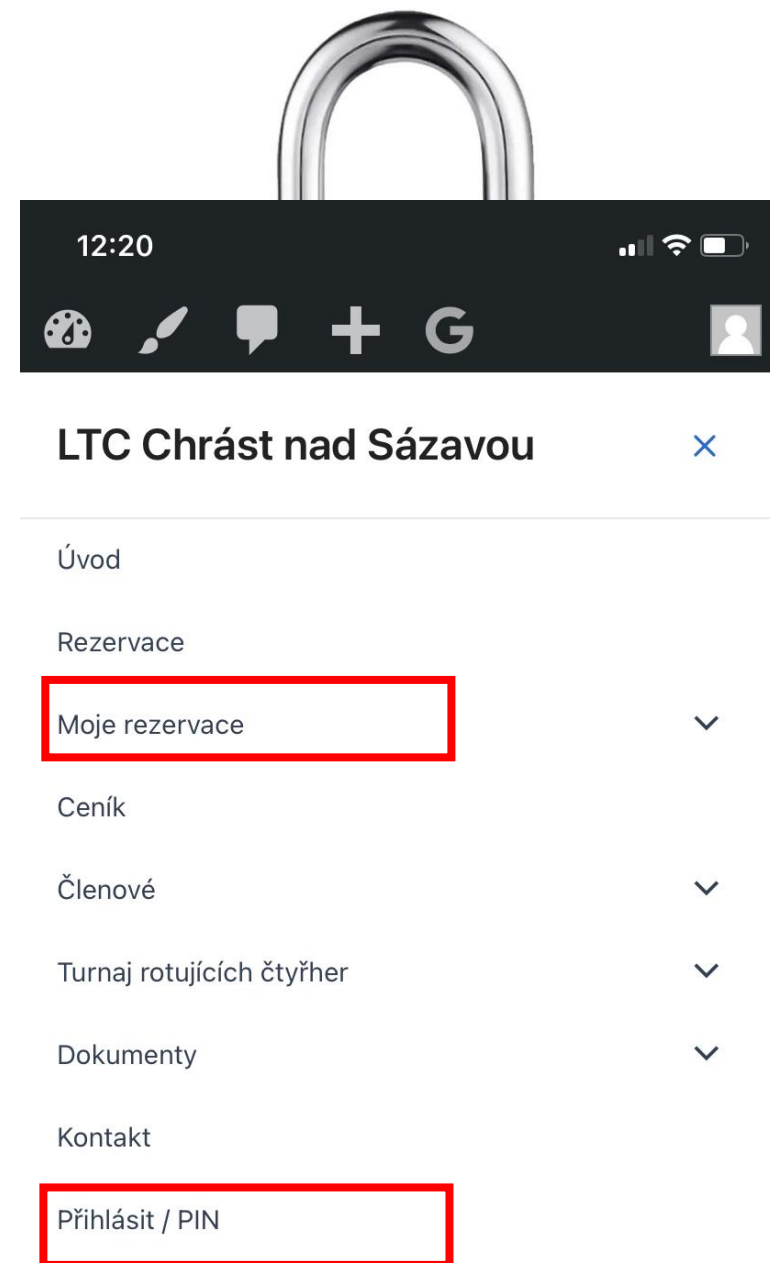 12:20
G
LTC Chrást nad Sázavou
Úvod
Rezervace
Moje rezervace
Ceník
Členové
Turnaj rotujících čtyřher
Dokumenty
Kontakt
Přihlásit / PIN